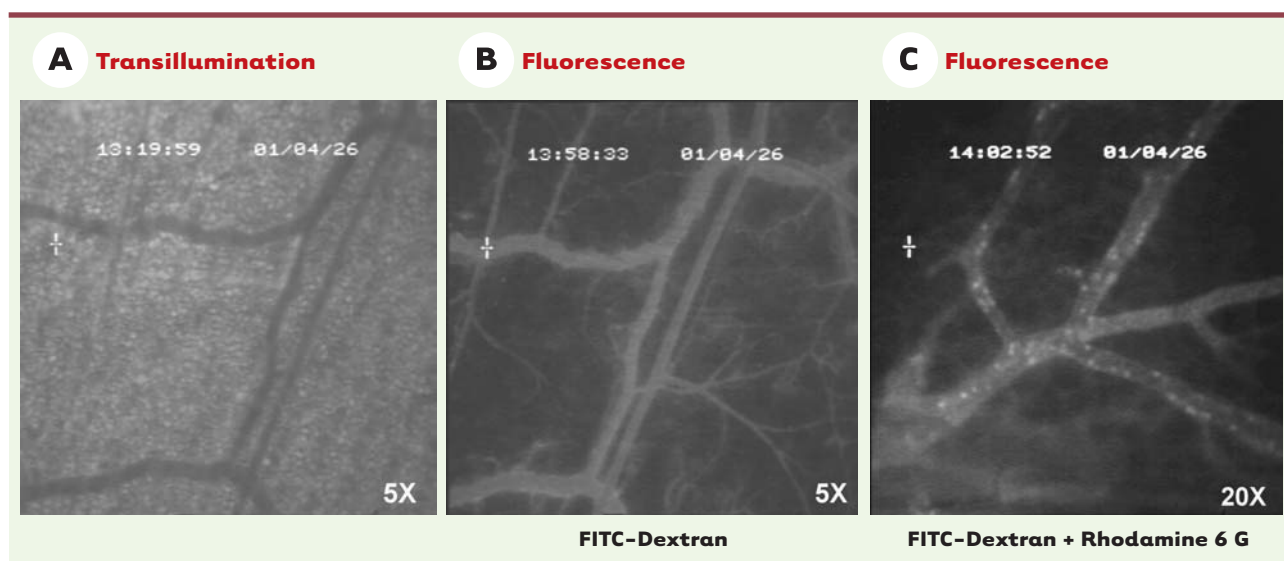 A Transillumination
13:19:59 01/04/26
5X
B Fluorescence
13:58:33 01/04/26
5X
FITC-Dextran
C Fluorescence
14:02:52 01/04/26
20X
FITC-Dextran + Rhodamine 6 G